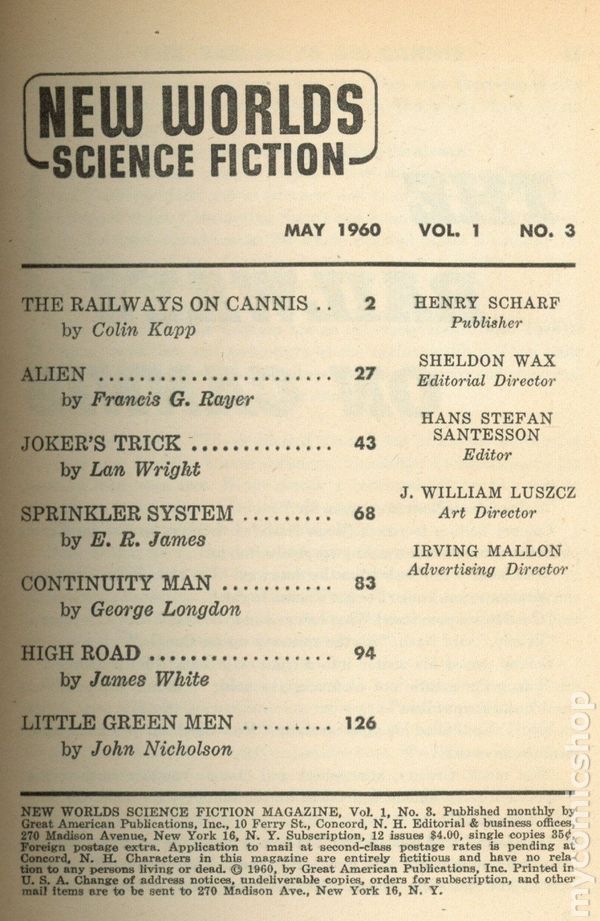 NEW WORLDS
SCIENCE FICTION
MAY 1960 VOL. 1 NO. 3
THE RAILWAYS ON CANNIS .. 2
by Colin Kapp
ALIEN ........................ 27
by Francis G. Rayer
JOKER'S TRICK .............. 43
by Lan Wright
SPRINKLER SYSTEM ......... 68
by E. R. James
CONTINUITY MAN ........... 83
by George Longdon
HIGH ROAD .................. 94
by James White
LITTLE GREEN MEN ......... 126
by John Nicholson
HENRY SCHARF
Publisher
SHELDON WAX
Editorial Director
HANS STEFAN
SANTESSON
Editor
J. WILLIAM LUSZCZ
Art Director
IRVING MALLON
Advertising Director
NEW WORLDS SCIENCE FICTION MAGAZINE, Vol. 1, No. 3. Published monthly by
Great American Publications, Inc., 10 Ferry St., Concord, N. H. Editorial & business offices,
270 Madison Avenue, New York 16, N. Y. Subscription, 12 issues $4.00, single copies 35¢.
Foreign postage extra. Application to mail at second-class postage rates is pending at
Concord, N. H. Characters in this magazine are entirely fictitious and have no rela-
tion to any persons living or dead. © 1960, by Great American Publications, Inc. Printed in
U. S. A. Change of address notices, undeliverable copies, orders for subscription, and other
mail items are to be sent to 270 Madison Ave., New York 16, N. Y.
mycomicshop